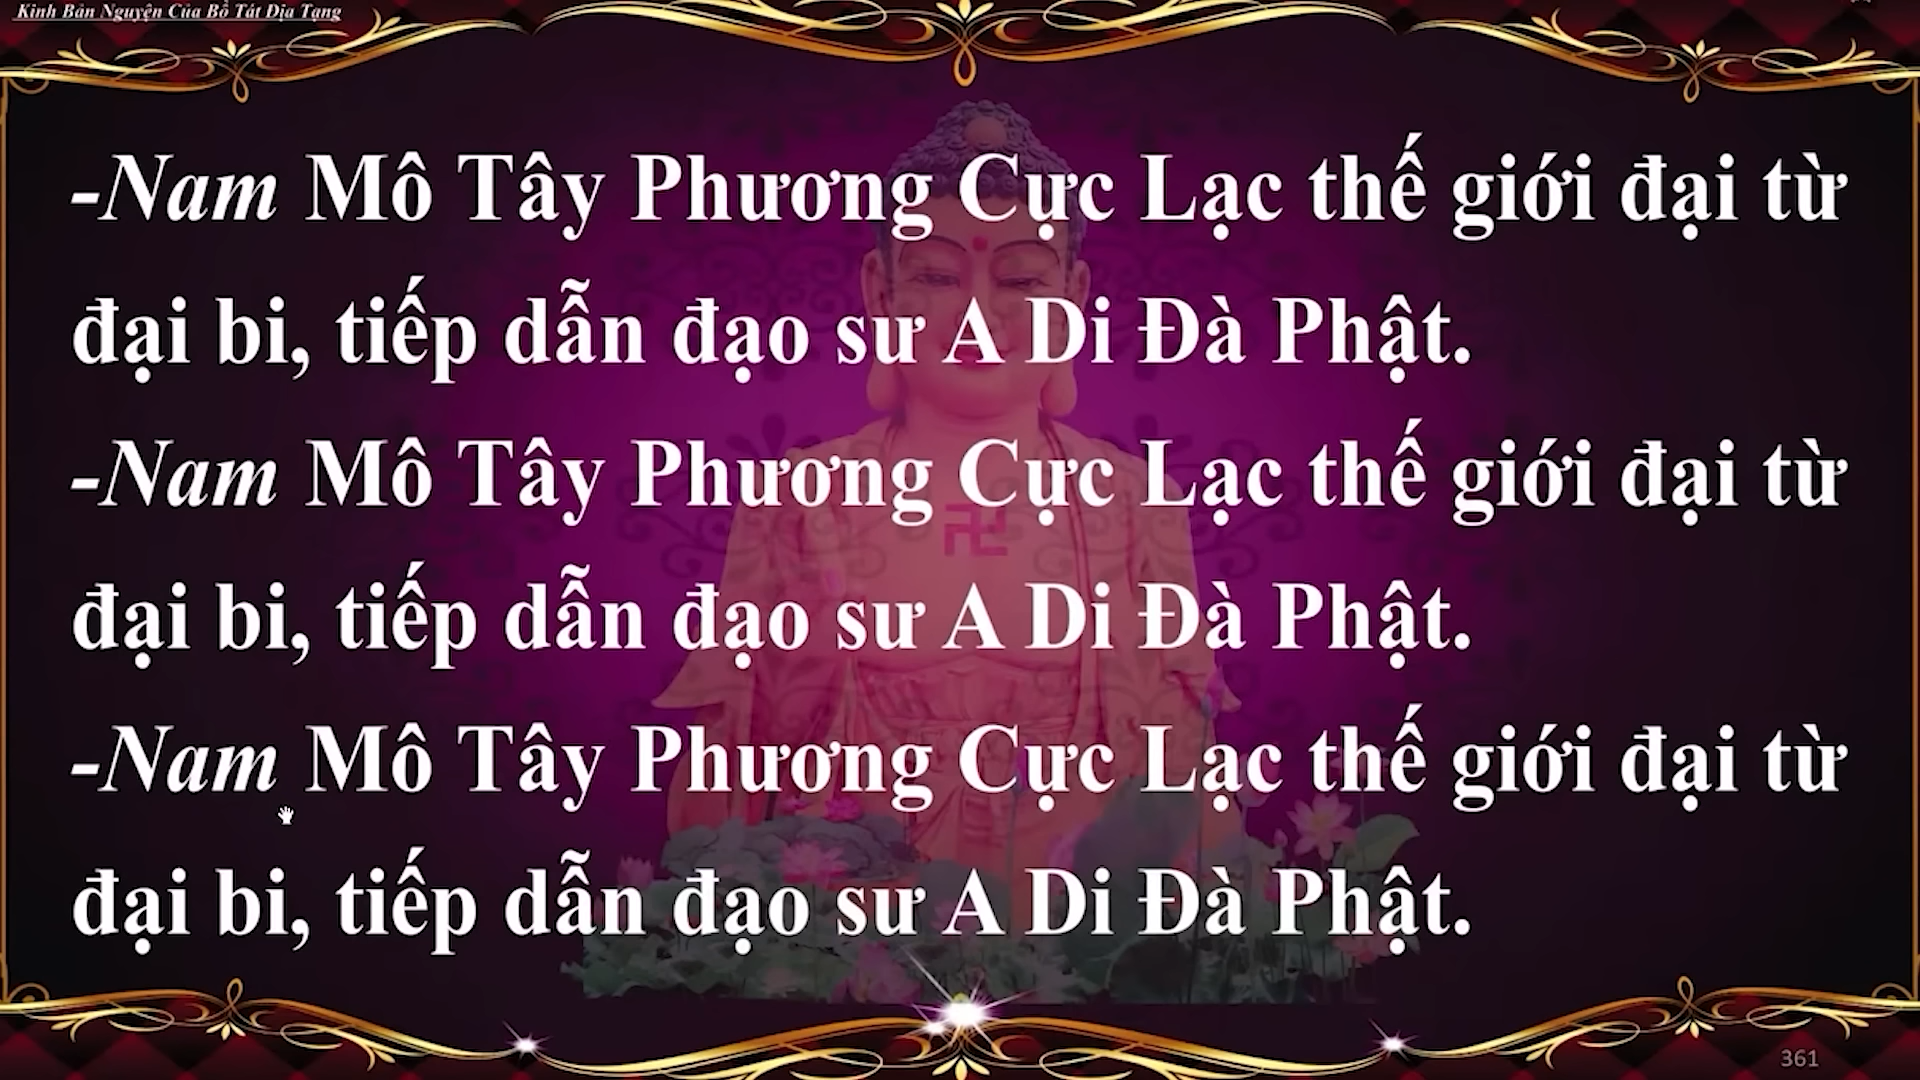 Kinh Bản Nguyện Của Bồ Tát Địa Tạng
-Nam Mô Tây Phương Cực Lạc thế giới đại từ
đại bi, tiếp dẫn đạo sư A Di Đà Phật.
-Nam Mô Tây Phương Cực Lạc thế giới đại từ
đại bi, tiếp dẫn đạo sư A Di Đà Phật.
-Nam Mô Tây Phương Cực Lạc thế giới đại từ
đại bi, tiếp dẫn đạo sư A Di Đà Phật.
361